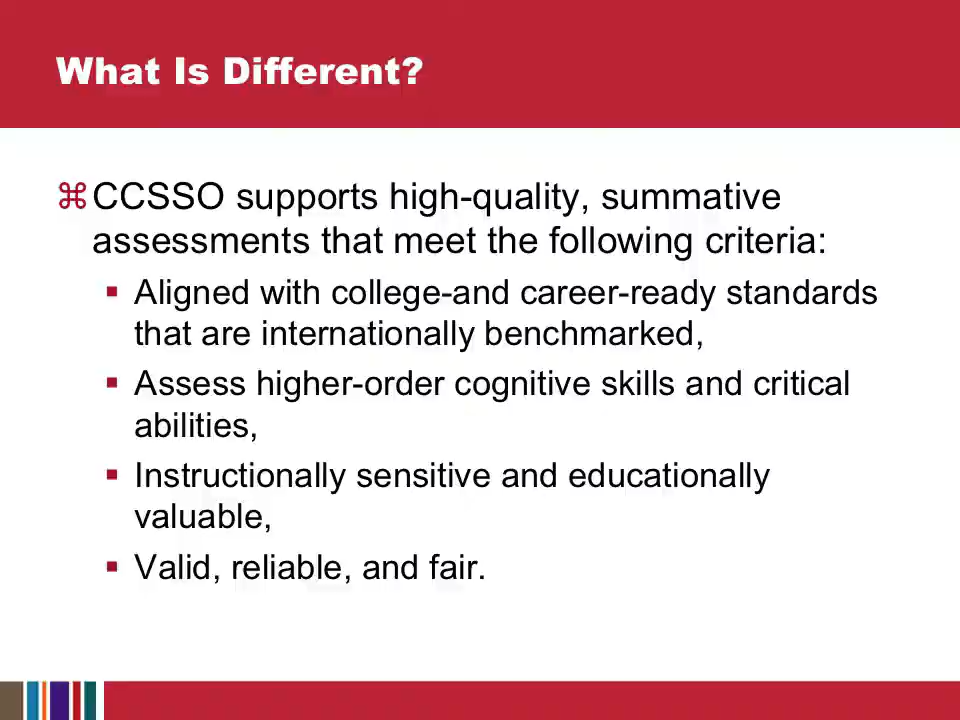 What Is Different?
⌘CCSSO supports high-quality, summative
assessments that meet the following criteria:
▪ Aligned with college-and career-ready standards
that are internationally benchmarked,
▪ Assess higher-order cognitive skills and critical
abilities,
▪ Instructionally sensitive and educationally
valuable,
▪ Valid, reliable, and fair.